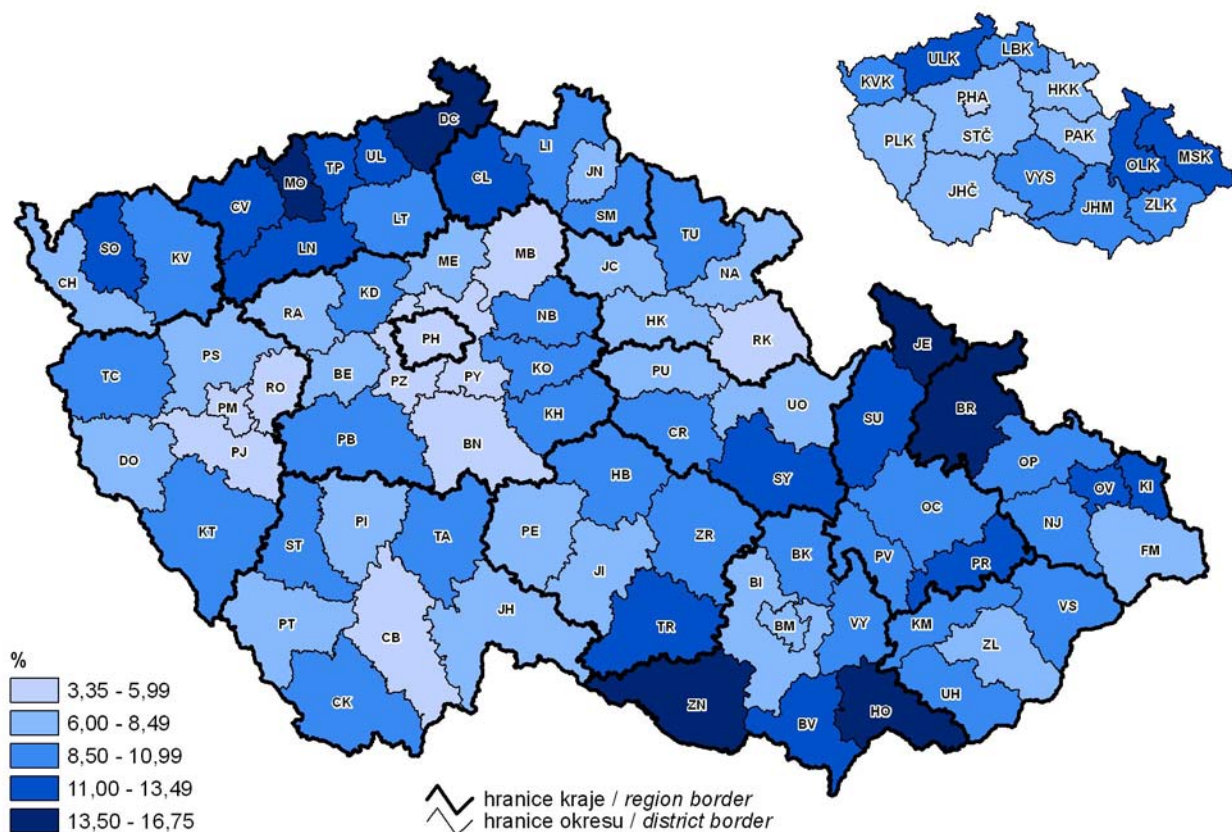 ULK
LBK
KVK
HKK
PHA
STČ
PLK
PAK
OLK
MSK
JHČ
VYS
JHM
ZLK
DC
LI
JN
UL
TP
MO
CL
CV
LT
SM
TU
SO
KV
LN
MB
ME
JC
NA
CH
KD
RA
NB
HK
PH
RK
JE
PS
TC
RO
BE
PZ
PY
KO
PU
UO
PM
SU
BR
KH
CR
PJ
DO
PB
BN
OP
HB
SY
OV
KI
OC
NJ
KT
ST
PI
TA
PE
ZR
BK
PV
PR
FM
JI
BI
VS
PT
CB
JH
TR
BM
VY
KM
ZL
CK
ZN
BV
HO
UH
%
3,35 - 5,99
6,00 - 8,49
8,50 - 10,99
11,00 - 13,49
13,50 - 16,75
hranice kraje / region border
hranice okresu / district border